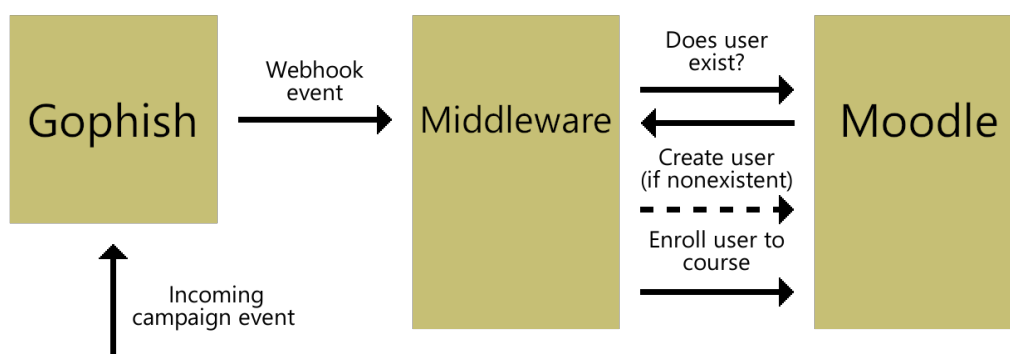 Gophish
Webhook
event
Middleware
Does user
exist?
Moodle
Create user
(if nonexistent)
Enroll user to
course
Incoming
campaign event